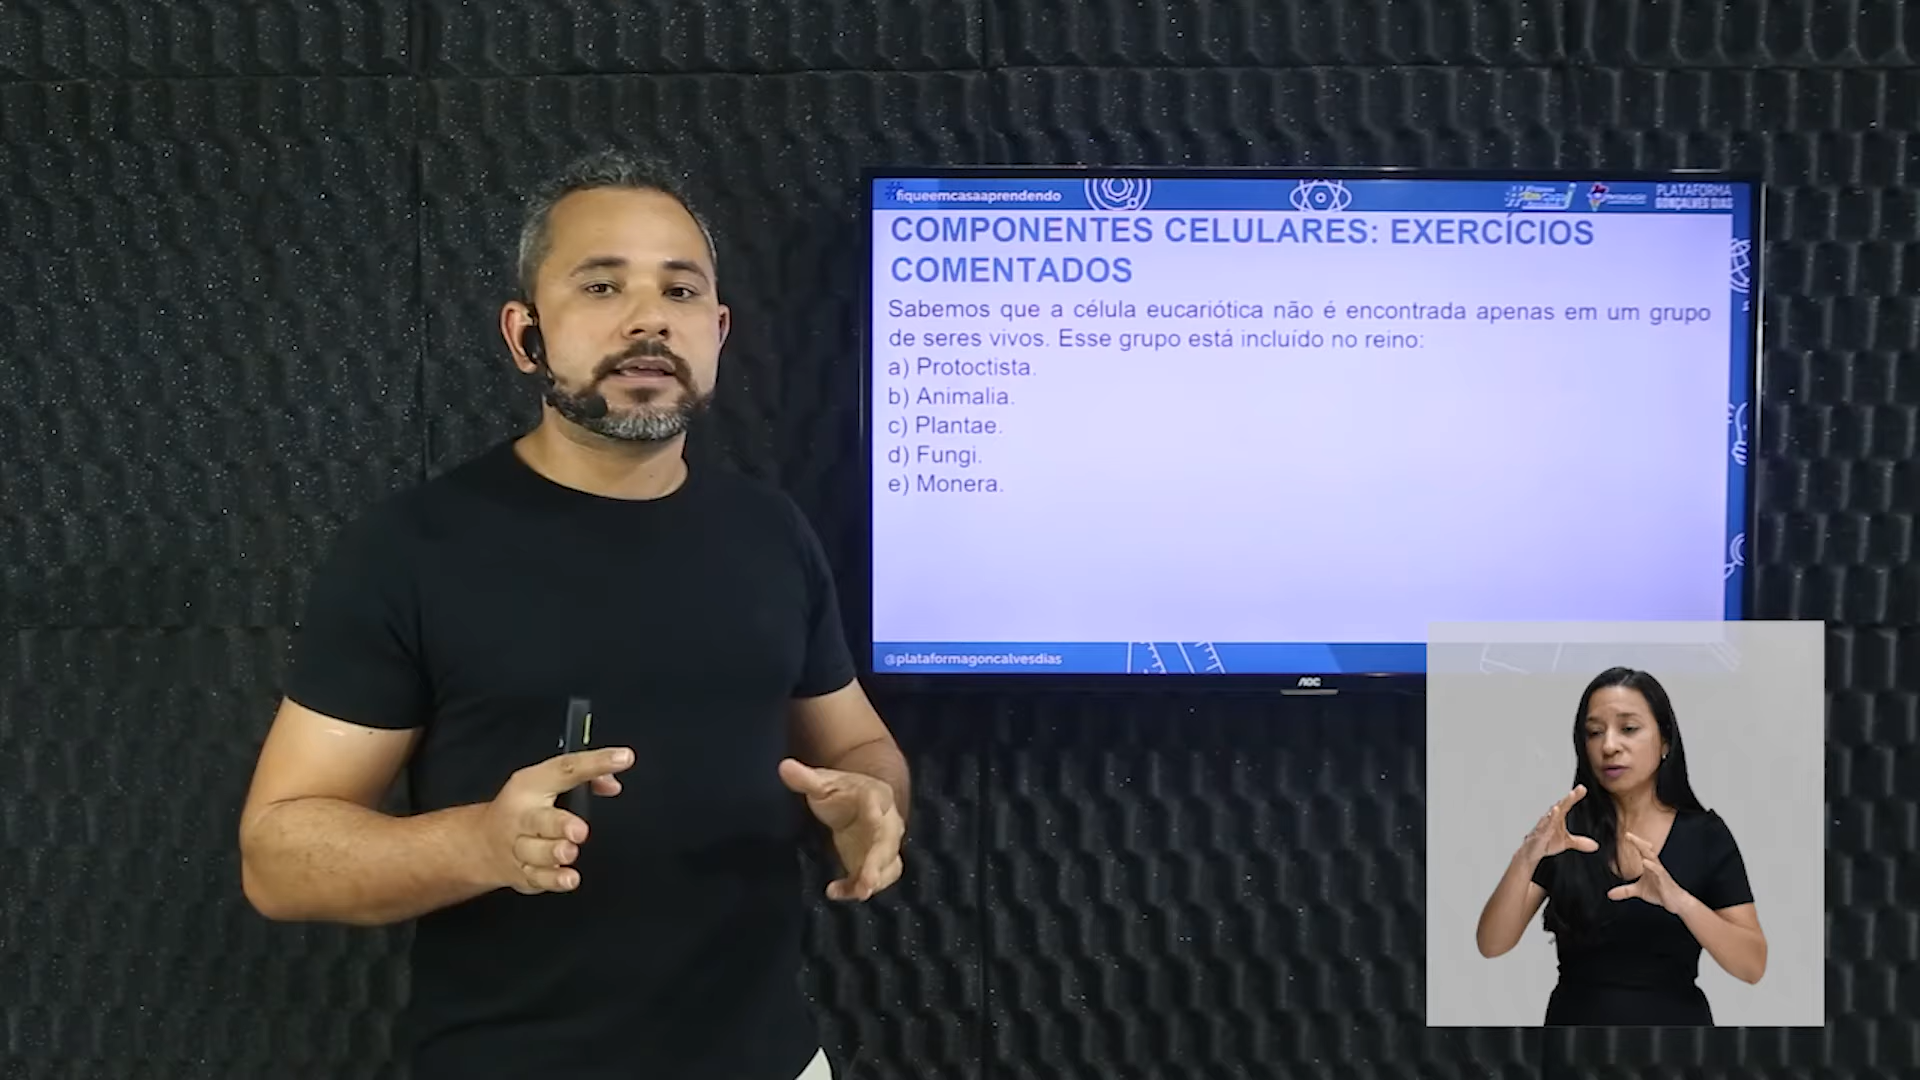 #fiqueemcasaaprendendo
PLATAFORMA
GONÇALVES DIAS
COMPONENTES CELULARES: EXERCÍCIOS
COMENTADOS
Sabemos que a célula eucariótica não é encontrada apenas em um grupo
de seres vivos. Esse grupo está incluído no reino:
a) Protoctista.
b) Animalia.
c) Plantae.
d) Fungi.
e) Monera.
@plataformagoncalvesdias
AOC